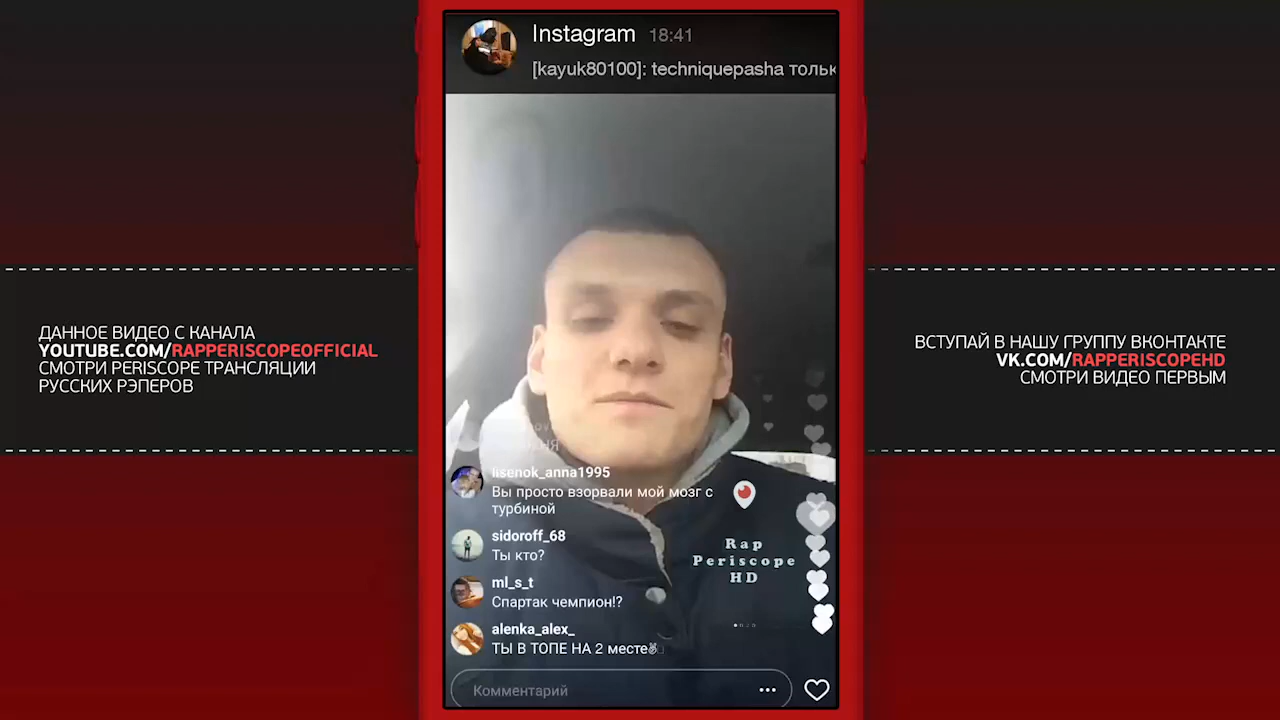 Instagram 18:41
[kayuk80100]: techniquepasha тольк
ДАННОЕ ВИДЕО С КАНАЛА
YOUTUBE.COM/RAPPERISCOPEOFFICIAL
СМОТРИ PERISCOPE ТРАНСЛЯЦИИ
РУССКИХ РЭПЕРОВ
ВСТУПАЙ В НАШУ ГРУППУ ВКОНТАКТЕ
VK.COM/RAPPERISCOPEHD
СМОТРИ ВИДЕО ПЕРВЫМ
lisenok_anna1995
Вы просто взорвали мой мозг с
турбиной
sidoroff_68
Ты кто?
ml_s_t
Спартак чемпион!?
alenka_alex_
ТЫ В ТОПЕ НА 2 месте✌
Rap
Periscope
HD
Комментарий